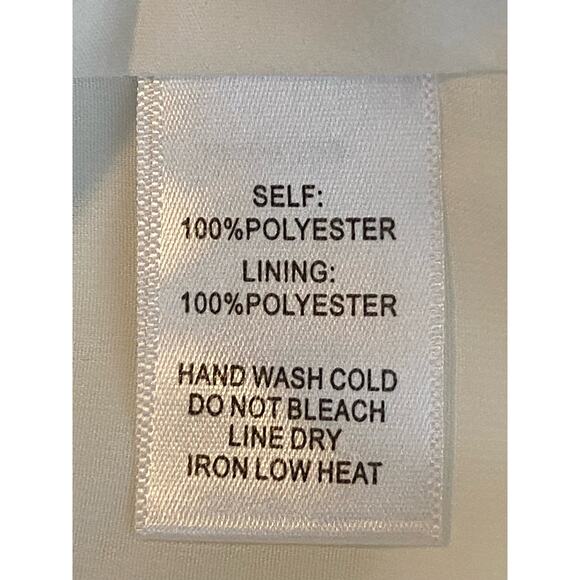 SELF:
100%POLYESTER
LINING:
100%POLYESTER
HAND WASH COLD
DO NOT BLEACH
LINE DRY
IRON LOW HEAT